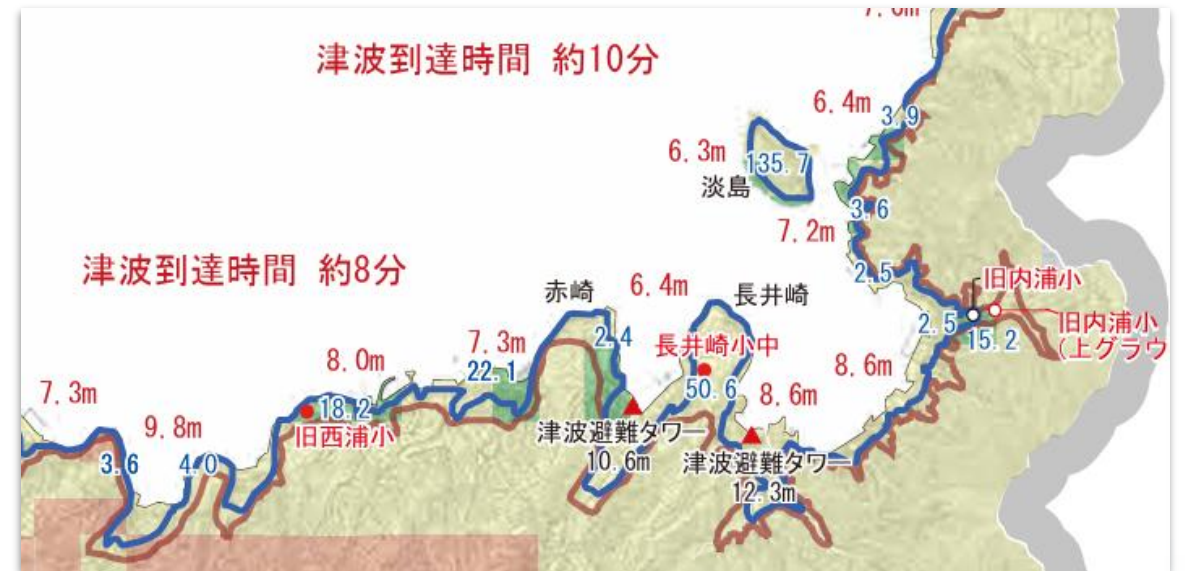 津波到達時間 約10分
6.4m
3.9
6.3m
135.7
淡島
3.6
7.2m
津波到達時間 約8分
2.5
旧内浦小
赤崎
6.4m
長井崎
2.5
旧内浦小
(上グラウ
15.2
7.3m
2.4
長井崎小中
8.0m
22.1
8.6m
50.6
8.6m
7.3m
18.2
旧西浦小
9.8m
津波避難タワー
10.6m
津波避難タワー
12.3m
3.6
4.0